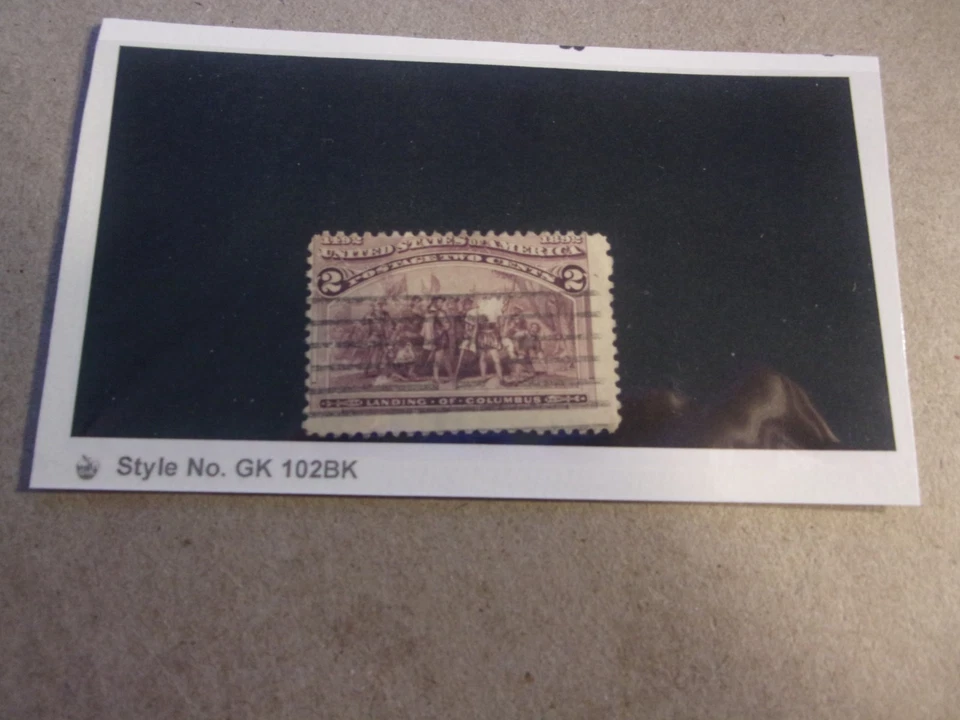 1492 1892
UNITED STATES OF AMERICA
POSTAGE TWO CENTS
2 2
LANDING · OF · COLUMBUS
Style No. GK 102BK